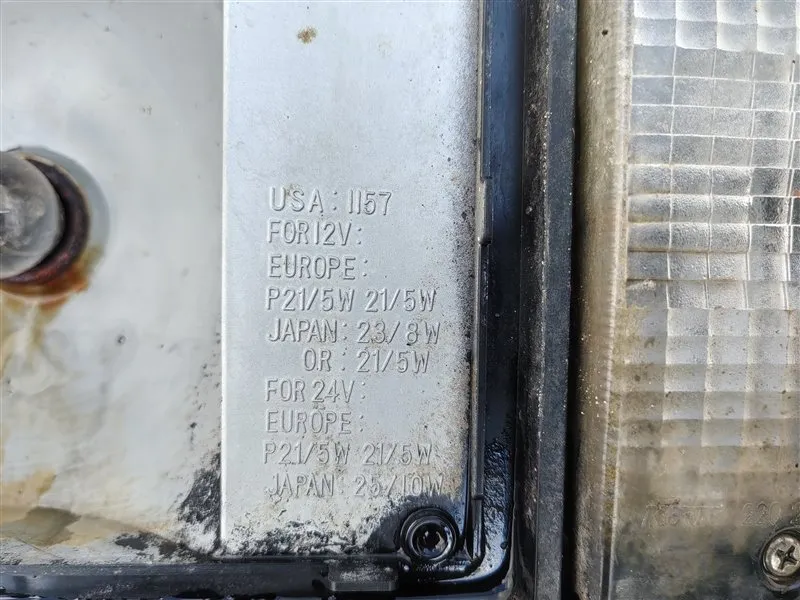 USA: 1157
FOR 12V:
EUROPE:
P21/5W 21/5W
JAPAN: 23/8W
OR: 21/5W
FOR 24V:
EUROPE:
P21/5W 21/5W
JAPAN: 25/10W